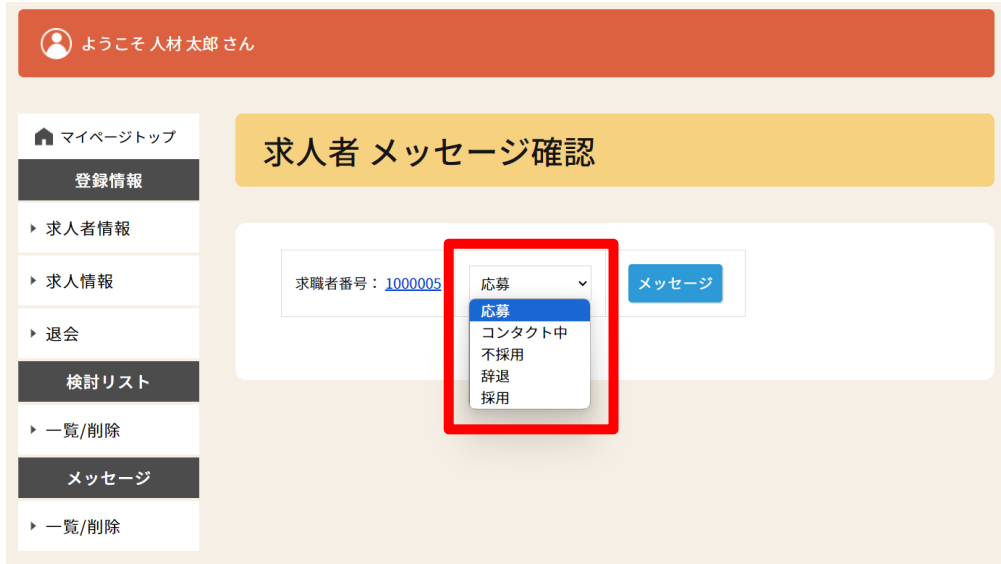 ようこそ 人材 太郎 さん
マイページトップ
登録情報
求人者情報
求人情報
退会
検討リスト
一覧/削除
メッセージ
一覧/削除
求人者 メッセージ確認
求職者番号： 1000005 応募 メッセージ
応募
コンタクト中
不採用
辞退
採用